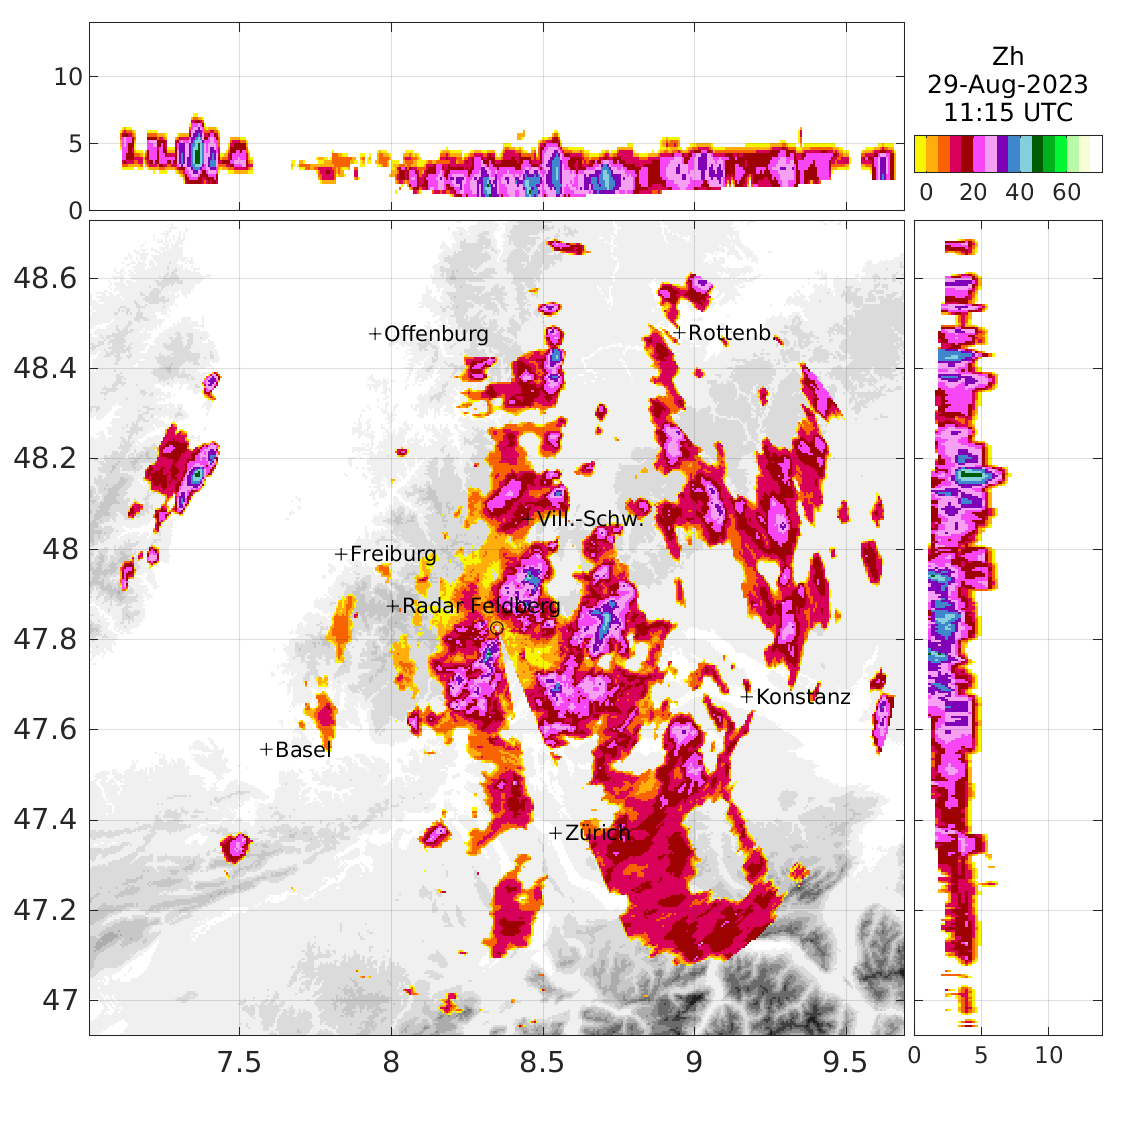 10
5
0
Zh
29-Aug-2023
11:15 UTC
0 20 40 60
48.6
48.4
48.2
48
47.8
47.6
47.4
47.2
47
+Offenburg
+Rottenb.
+Vill.-Schw.
+Freiburg
+Radar Feldberg
+Konstanz
+Basel
+Zürich
7.5 8 8.5 9 9.5
0 5 10